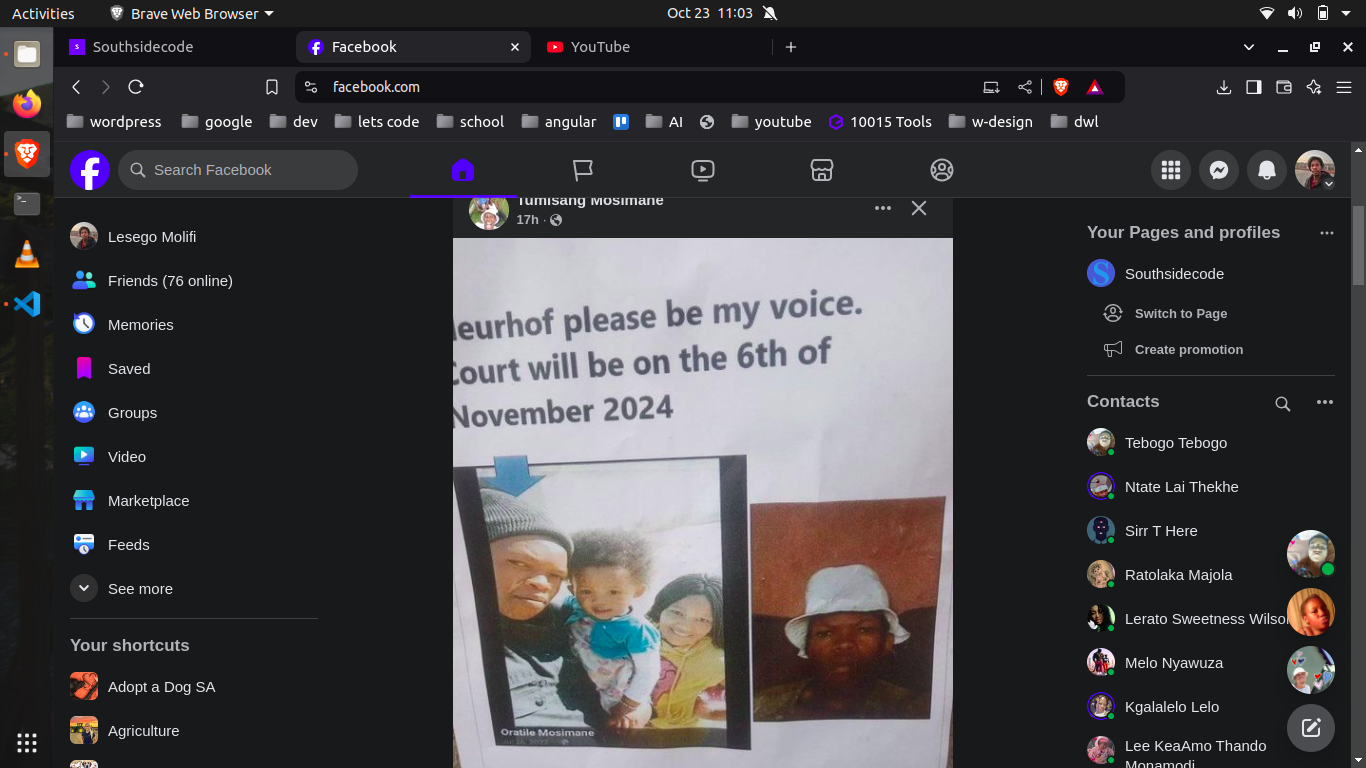 Activities
Brave Web Browser
Oct 23 11:03
Southsidecode
Facebook
YouTube
facebook.com
wordpress
google
dev
lets code
school
angular
AI
youtube
10015 Tools
w-design
dwl
Search Facebook
Lesego Molifi
Friends (76 online)
Memories
Saved
Groups
Video
Marketplace
Feeds
See more
Your shortcuts
Adopt a Dog SA
Agriculture
Tumisang Mosimane
17h ·
leurhof please be my voice.
Court will be on the 6th of
November 2024
Oratile Mosimane
Your Pages and profiles
Southsidecode
Switch to Page
Create promotion
Contacts
Tebogo Tebogo
Ntate Lai Thekhe
Sirr T Here
Ratolaka Majola
Lerato Sweetness Wilso
Melo Nyawuza
Kgalalelo Lelo
Lee KeaAmo Thando
Monamodi